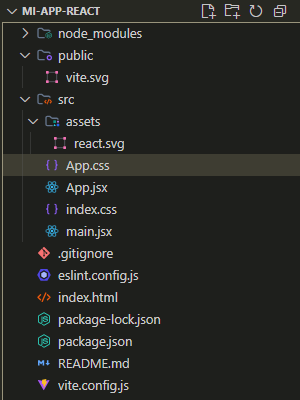 MI-APP-REACT
node_modules
public
vite.svg
src
assets
react.svg
{ } App.css
App.jsx
{ } index.css
main.jsx
.gitignore
eslint.config.js
<> index.html
package-lock.json
package.json
README.md
vite.config.js